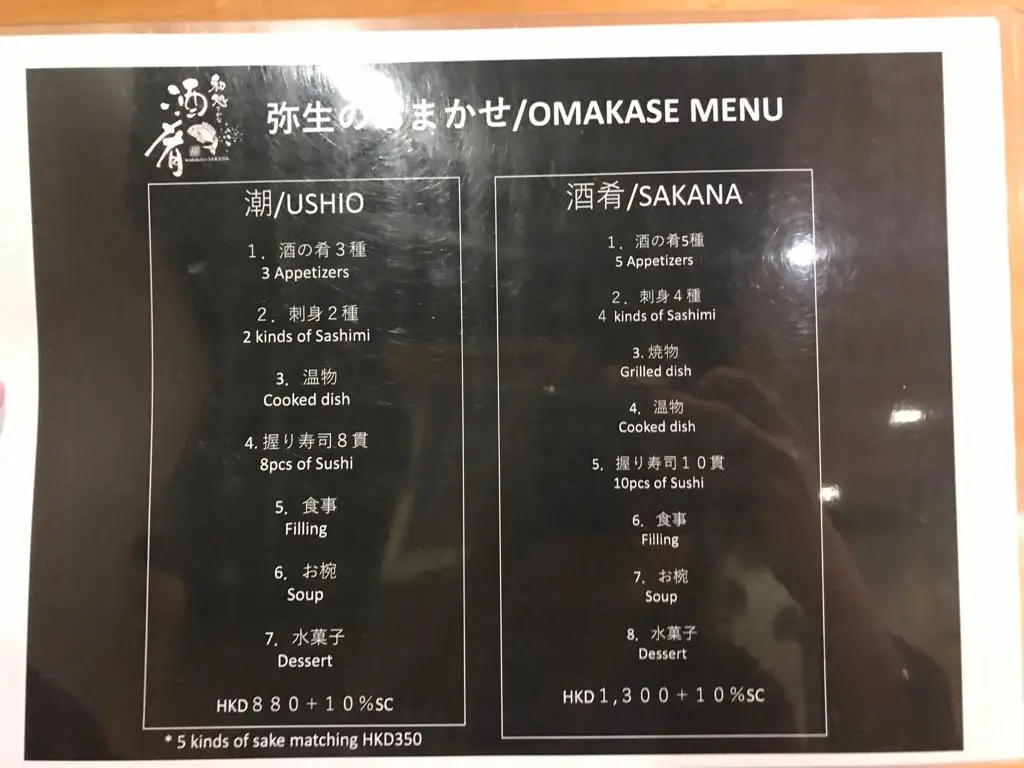 和処
酒肴
弥生のおまかせ/OMAKASE MENU
潮/USHIO
1．酒の肴３種
3 Appetizers
2．刺身２種
2 kinds of Sashimi
3．温物
Cooked dish
4. 握り寿司８貫
8pcs of Sushi
5．食事
Filling
6．お椀
Soup
7．水菓子
Dessert
HKD８８０＋１０％SC
* 5 kinds of sake matching HKD350
酒肴/SAKANA
1．酒の肴5種
5 Appetizers
2．刺身４種
４ kinds of Sashimi
3. 焼物
Grilled dish
4．温物
Cooked dish
5．握り寿司１０貫
10pcs of Sushi
6．食事
Filling
7．お椀
Soup
8．水菓子
Dessert
HKD１,３００＋１０％SC